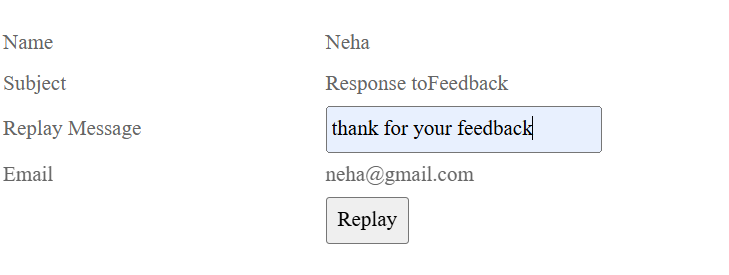 Name Neha
Subject Response toFeedback
Replay Message thank for your feedback
Email neha@gmail.com
Replay